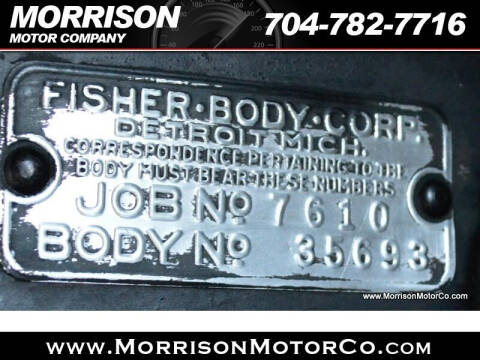 MORRISON
MOTOR COMPANY
704-782-7716
FISHER·BODY·CORP.
DETROIT·MICH.
CORRESPONDENCE PERTAINING TO THE
BODY MUST BEAR THESE NUMBERS
JOB No 7610
BODY No. 35693
www.MorrisonMotorCo.com
www.MorrisonMotorCo.com